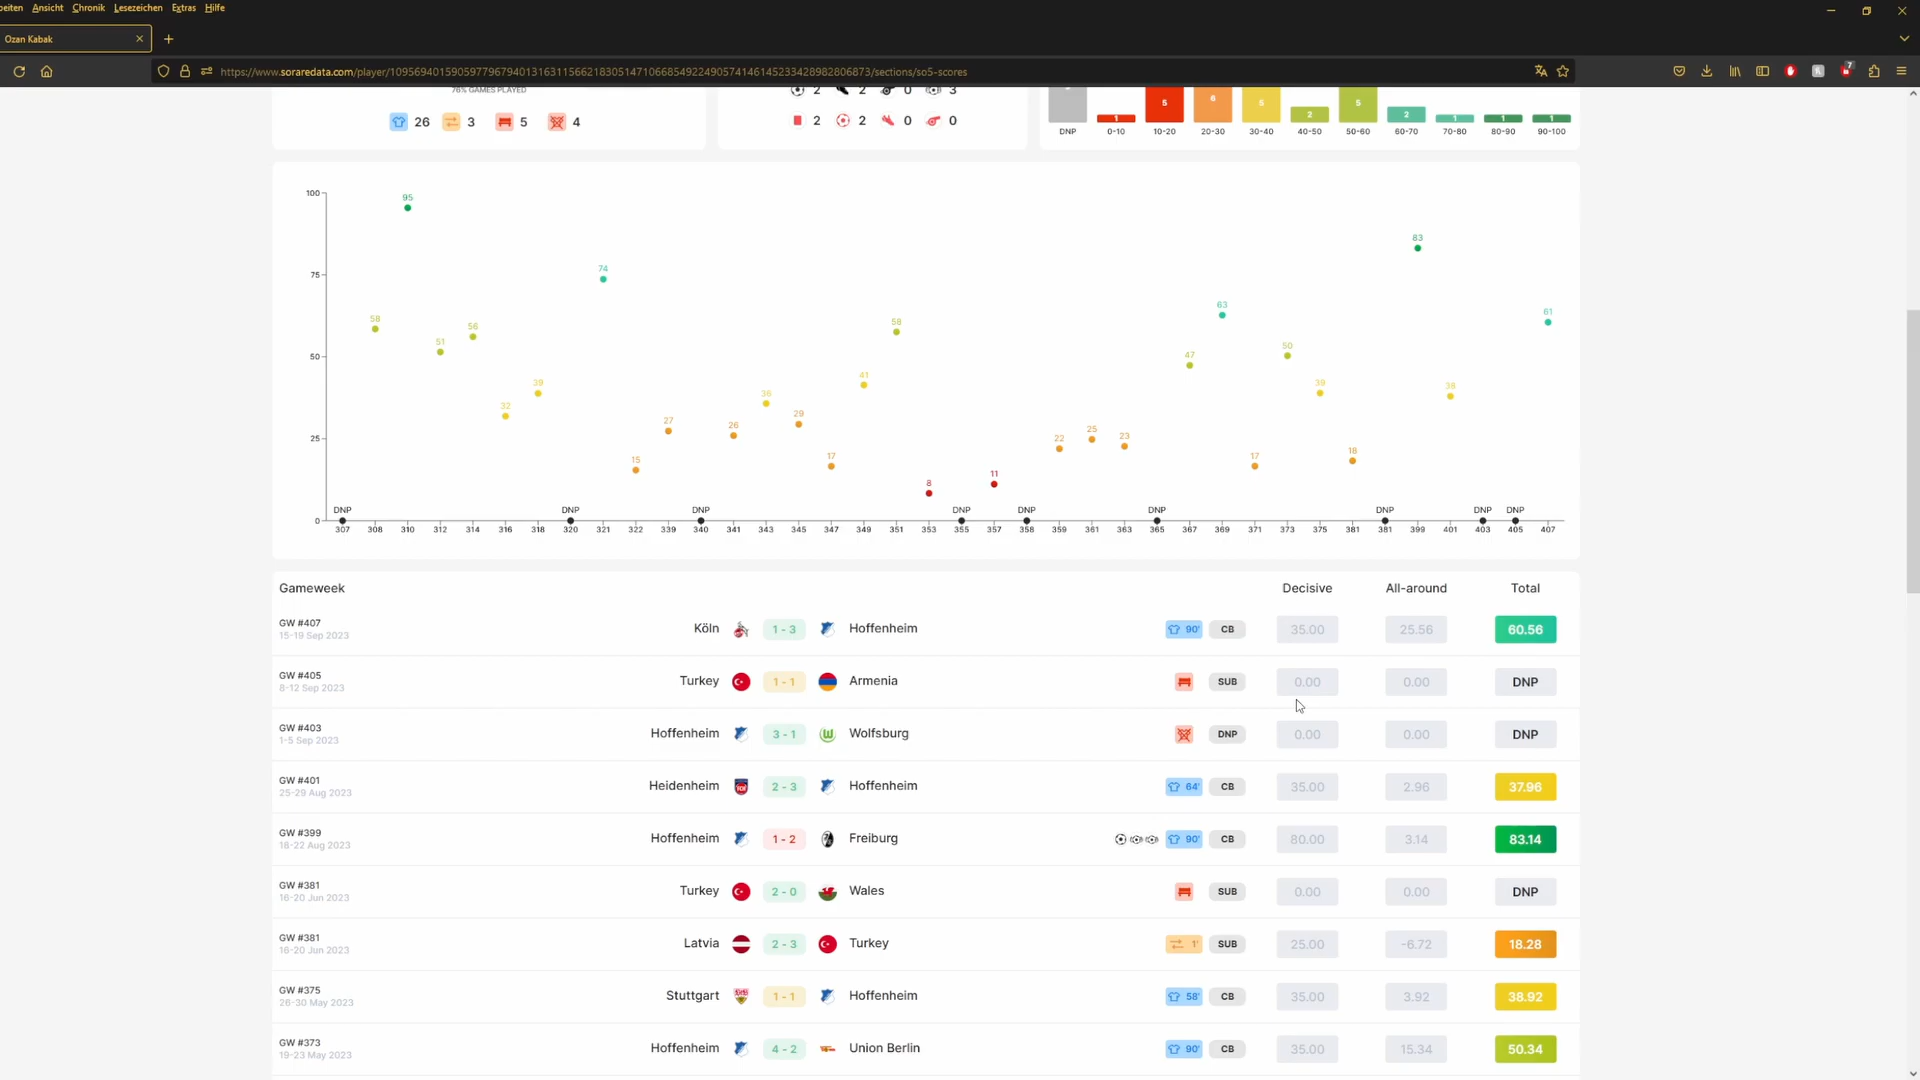 beiten Ansicht Chronik Lesezeichen Extras Hilfe
Ozan Kabak
https://www.soraredata.com/player/109569401590597796794013163115662183051471066854922490574146145233428982806873/sections/so5-scores
7
76% GAMES PLAYED
26 3 5 4
2 2 0 3
2 2 0 0
1 5 6 5 2 5 2 1 1 1
DNP 0-10 10-20 20-30 30-40 40-50 50-60 60-70 70-80 80-90 90-100
100
75
50
25
0
95
83
74
63
61
58
58
56
51
50
47
41
39
39
38
36
32
29
27
26
25
23
22
18
17
17
15
11
8
DNP DNP DNP DNP DNP DNP DNP DNP DNP
307 308 310 312 314 316 318 320 321 322 339 340 341 343 345 347 349 351 353 355 357 358 359 361 363 365 367 369 371 373 375 381 381 399 401 403 405 407
Gameweek Decisive All-around Total
GW #407
15-19 Sep 2023
Köln 1 - 3 Hoffenheim 90' CB 35.00 25.56 60.56
GW #405
8-12 Sep 2023
Turkey 1 - 1 Armenia SUB 0.00 0.00 DNP
GW #403
1-5 Sep 2023
Hoffenheim 3 - 1 Wolfsburg DNP 0.00 0.00 DNP
GW #401
25-29 Aug 2023
Heidenheim 2 - 3 Hoffenheim 64' CB 35.00 2.96 37.96
GW #399
18-22 Aug 2023
Hoffenheim 1 - 2 Freiburg 90' CB 80.00 3.14 83.14
GW #381
16-20 Jun 2023
Turkey 2 - 0 Wales SUB 0.00 0.00 DNP
GW #381
16-20 Jun 2023
Latvia 2 - 3 Turkey 1' SUB 25.00 -6.72 18.28
GW #375
26-30 May 2023
Stuttgart 1 - 1 Hoffenheim 58' CB 35.00 3.92 38.92
GW #373
19-23 May 2023
Hoffenheim 4 - 2 Union Berlin 90' CB 35.00 15.34 50.34